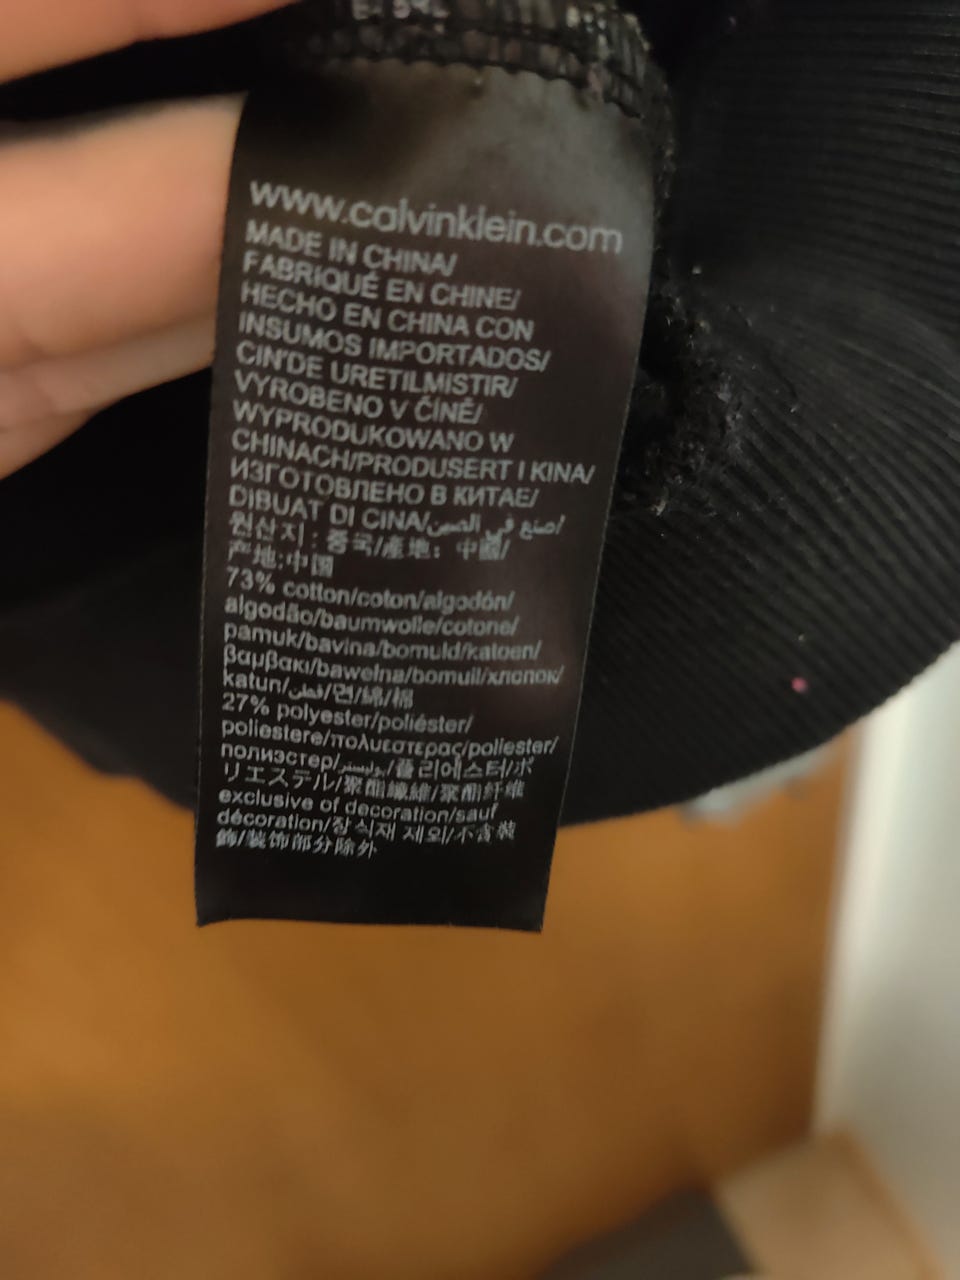 www.calvinklein.com
MADE IN CHINA/
FABRIQUÉ EN CHINE/
HECHO EN CHINA CON
INSUMOS IMPORTADOS/
CIN'DE URETILMISTIR/
VYROBENO V ČÍNĚ/
WYPRODUKOWANO W
CHINACH/PRODUSERT I KINA/
ИЗГОТОВЛЕНО В КИТАЕ/
DIBUAT DI CINA/صنع في الصين/
원산지: 중국/產地: 中國/
产地:中国
73% cotton/coton/algodón/
algodão/baumwolle/cotone/
pamuk/bavlna/bomuld/katoen/
βαμβακι/bawełna/bomull/хлопок/
katun/قطن/면/綿/棉
27% polyester/poliéster/
poliestere/πολυεστερας/poliester/
полиэстер/بوليستر/폴리에스터/ポ
リエステル/聚酯纖維/聚酯纤维
exclusive of decoration/sauf
décoration/장식재 제외/不含裝
飾/装饰部分除外